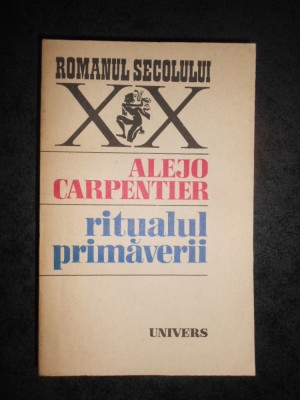 ROMANUL SECOLULUI
XX
ALEJO
CARPENTIER
ritualul
primăverii
UNIVERS